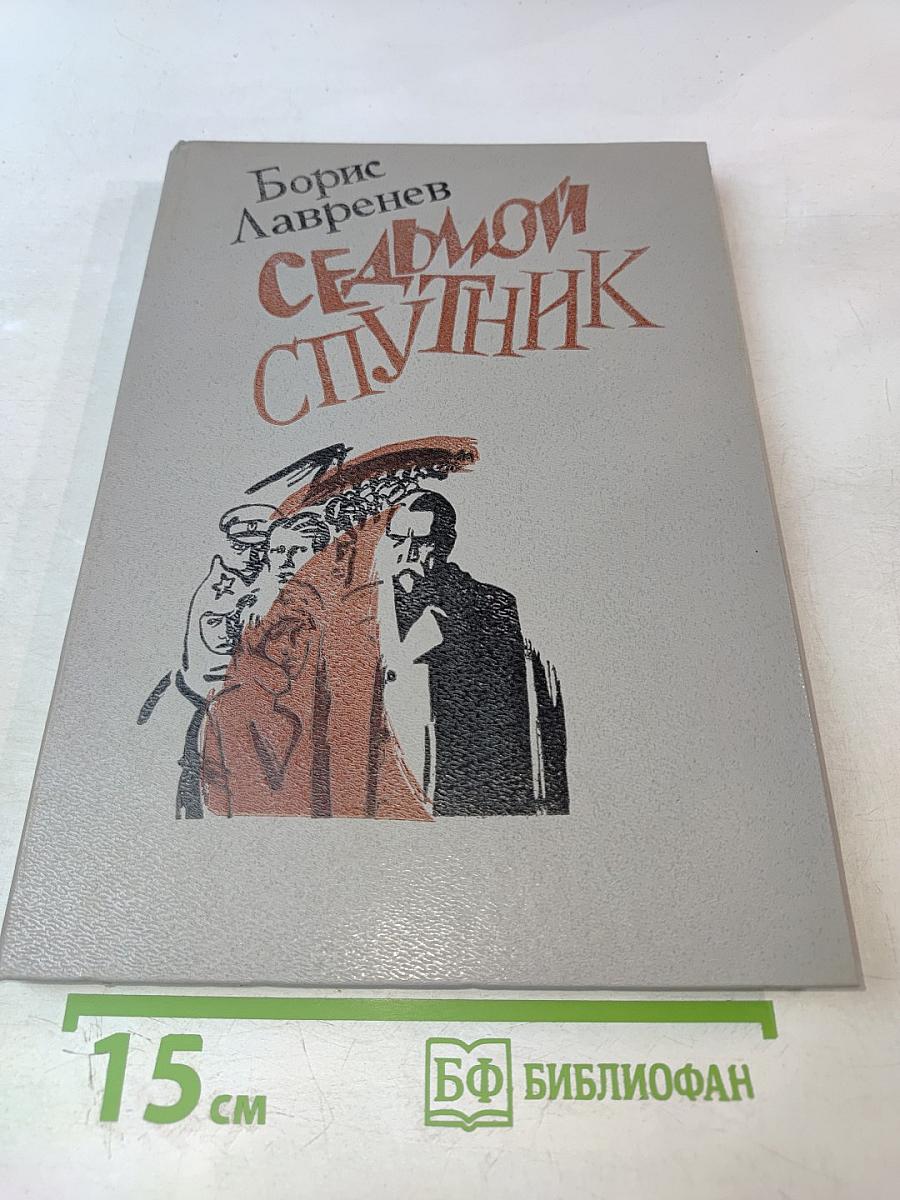 Борис
Лавренев
СЕДЬМОЙ
СПУТНИК
15 см
БФ БИБЛИОФАН